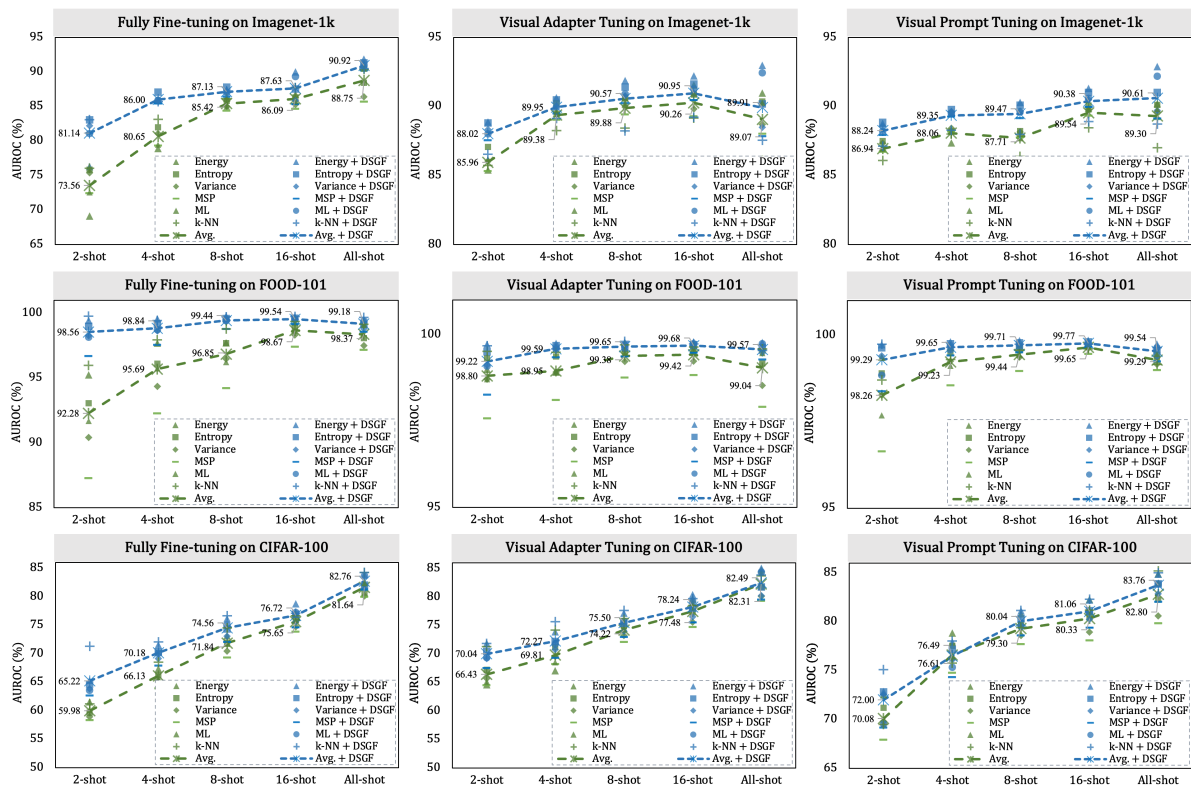 Fully Fine-tuning on Imagenet-1k
AUROC (%)
95
90
85
80
75
70
65
81.14
86.00
87.13
87.63
90.92
73.56
80.65
85.42
86.09
88.75
Energy
Energy + DSGF
Entropy
Entropy + DSGF
Variance
Variance + DSGF
MSP
MSP + DSGF
ML
ML + DSGF
k-NN
k-NN + DSGF
Avg.
Avg. + DSGF
2-shot 4-shot 8-shot 16-shot All-shot
Visual Adapter Tuning on Imagenet-1k
AUROC (%)
95
90
85
80
88.02
89.95
90.57
90.95
89.91
85.96
89.38
89.88
90.26
89.07
Energy
Energy + DSGF
Entropy
Entropy + DSGF
Variance
Variance + DSGF
MSP
MSP + DSGF
ML
ML + DSGF
k-NN
k-NN + DSGF
Avg.
Avg. + DSGF
2-shot 4-shot 8-shot 16-shot All-shot
Visual Prompt Tuning on Imagenet-1k
AUROC (%)
95
90
85
80
88.24
89.35
89.47
90.38
90.61
86.94
88.06
87.71
89.54
89.30
Energy
Energy + DSGF
Entropy
Entropy + DSGF
Variance
Variance + DSGF
MSP
MSP + DSGF
ML
ML + DSGF
k-NN
k-NN + DSGF
Avg.
Avg. + DSGF
2-shot 4-shot 8-shot 16-shot All-shot
Fully Fine-tuning on FOOD-101
AUROC (%)
100
95
90
85
98.56
98.84
99.44
99.54
99.18
92.28
95.69
96.85
98.67
98.37
Energy
Energy + DSGF
Entropy
Entropy + DSGF
Variance
Variance + DSGF
MSP
MSP + DSGF
ML
ML + DSGF
k-NN
k-NN + DSGF
Avg.
Avg. + DSGF
2-shot 4-shot 8-shot 16-shot All-shot
Visual Adapter Tuning on FOOD-101
AUROC (%)
100
95
99.22
99.59
99.65
99.68
99.57
98.80
98.95
99.38
99.42
99.04
Energy
Energy + DSGF
Entropy
Entropy + DSGF
Variance
Variance + DSGF
MSP
MSP + DSGF
ML
ML + DSGF
k-NN
k-NN + DSGF
Avg.
Avg. + DSGF
2-shot 4-shot 8-shot 16-shot All-shot
Visual Prompt Tuning on FOOD-101
AUROC (%)
100
95
99.29
99.65
99.71
99.77
99.54
98.26
99.23
99.44
99.65
99.29
Energy
Energy + DSGF
Entropy
Entropy + DSGF
Variance
Variance + DSGF
MSP
MSP + DSGF
ML
ML + DSGF
k-NN
k-NN + DSGF
Avg.
Avg. + DSGF
2-shot 4-shot 8-shot 16-shot All-shot
Fully Fine-tuning on CIFAR-100
AUROC (%)
85
80
75
70
65
60
55
50
65.22
70.18
74.56
76.72
82.76
59.98
66.13
71.84
75.65
81.64
Energy
Energy + DSGF
Entropy
Entropy + DSGF
Variance
Variance + DSGF
MSP
MSP + DSGF
ML
ML + DSGF
k-NN
k-NN + DSGF
Avg.
Avg. + DSGF
2-shot 4-shot 8-shot 16-shot All-shot
Visual Adapter Tuning on CIFAR-100
AUROC (%)
85
80
75
70
65
60
55
50
70.04
72.27
75.50
78.24
82.49
66.43
69.81
74.22
77.48
82.31
Energy
Energy + DSGF
Entropy
Entropy + DSGF
Variance
Variance + DSGF
MSP
MSP + DSGF
ML
ML + DSGF
k-NN
k-NN + DSGF
Avg.
Avg. + DSGF
2-shot 4-shot 8-shot 16-shot All-shot
Visual Prompt Tuning on CIFAR-100
AUROC (%)
85
80
75
70
65
72.00
76.49
80.04
81.06
83.76
70.08
76.61
79.30
80.33
82.80
Energy
Energy + DSGF
Entropy
Entropy + DSGF
Variance
Variance + DSGF
MSP
MSP + DSGF
ML
ML + DSGF
k-NN
k-NN + DSGF
Avg.
Avg. + DSGF
2-shot 4-shot 8-shot 16-shot All-shot